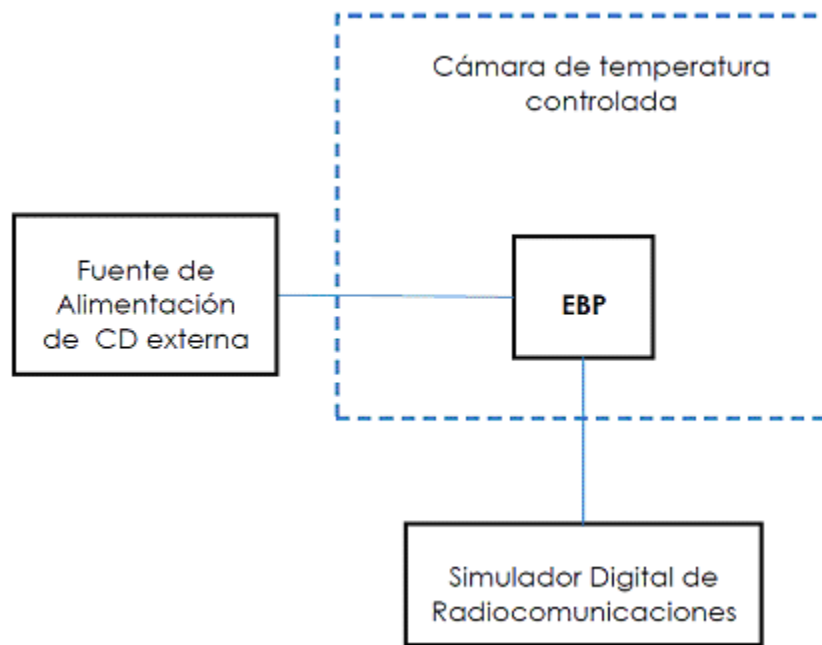 Cámara de temperatura
controlada
Fuente de
Alimentación
de CD externa
EBP
Simulador Digital de
Radiocomunicaciones